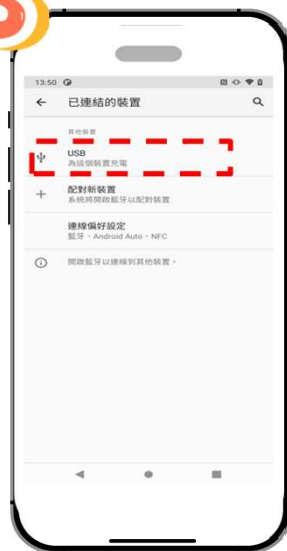 13:50
已連結的裝置
其他裝置
USB
為這個裝置充電
配對新裝置
系統將開啟藍牙以配對裝置
連線偏好設定
藍牙、Android Auto、NFC
開啟藍牙以連線到其他裝置。